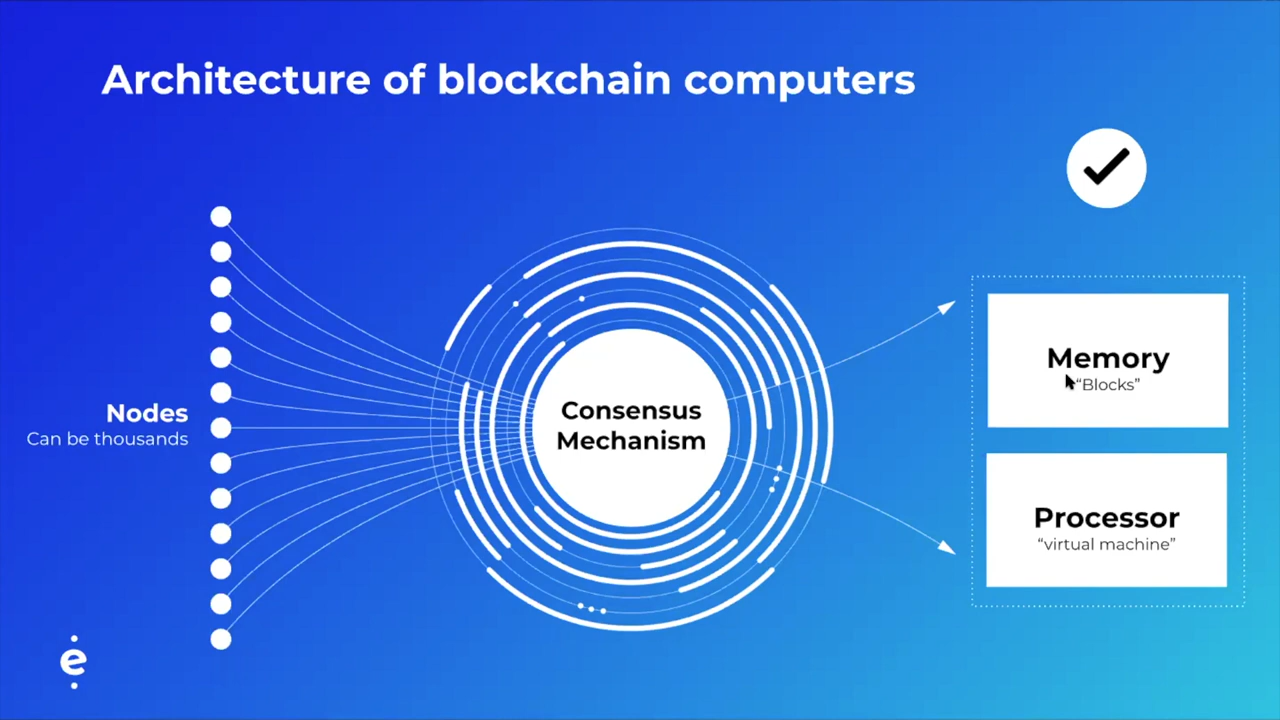 Architecture of blockchain computers
Nodes
Can be thousands
Consensus
Mechanism
Memory
“Blocks”
Processor
“virtual machine”
ė